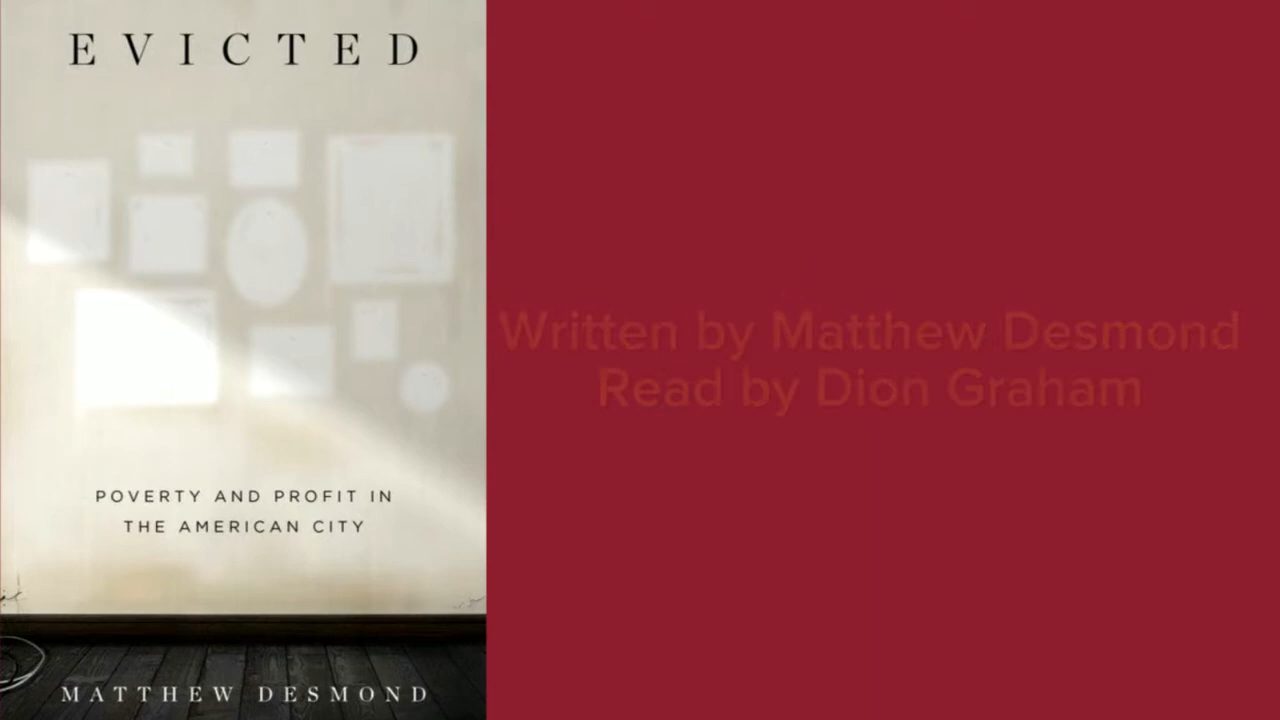 EVICTED
POVERTY AND PROFIT IN
THE AMERICAN CITY
MATTHEW DESMOND
Written by Matthew Desmond
Read by Dion Graham